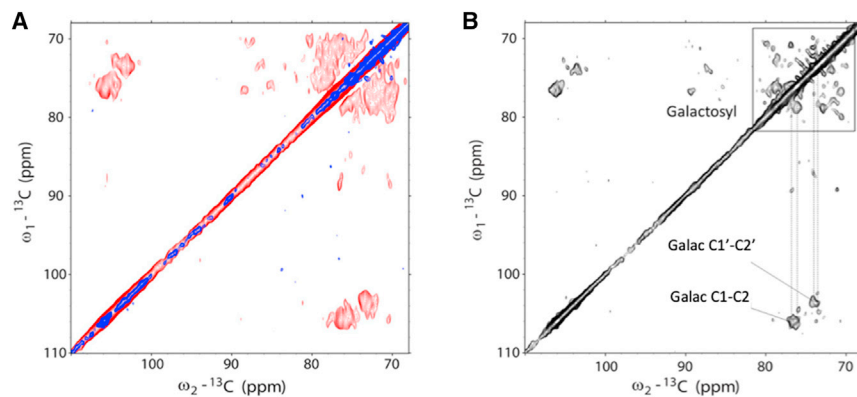 A
B
70
80
90
100
110
ω₁ - ¹³C (ppm)
100
90
80
70
ω₂ - ¹³C (ppm)
70
80
90
100
110
ω₁ - ¹³C (ppm)
Galactosyl
Galac C1′-C2′
Galac C1-C2
100
90
80
70
ω₂ - ¹³C (ppm)